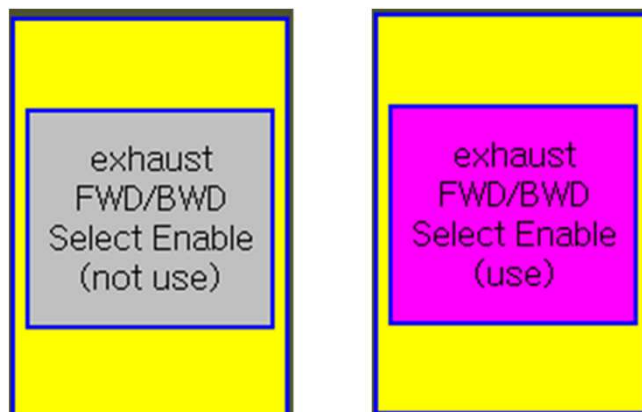 exhaust
FWD/BWD
Select Enable
(not use)
exhaust
FWD/BWD
Select Enable
(use)